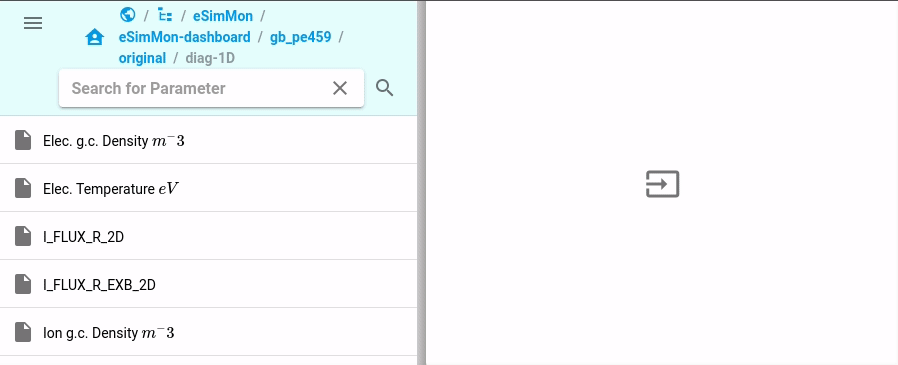 / / eSimMon /
eSimMon-dashboard / gb_pe459 /
original / diag-1D
Search for Parameter
Elec. g.c. Density m⁻3
Elec. Temperature eV
I_FLUX_R_2D
I_FLUX_R_EXB_2D
Ion g.c. Density m⁻3